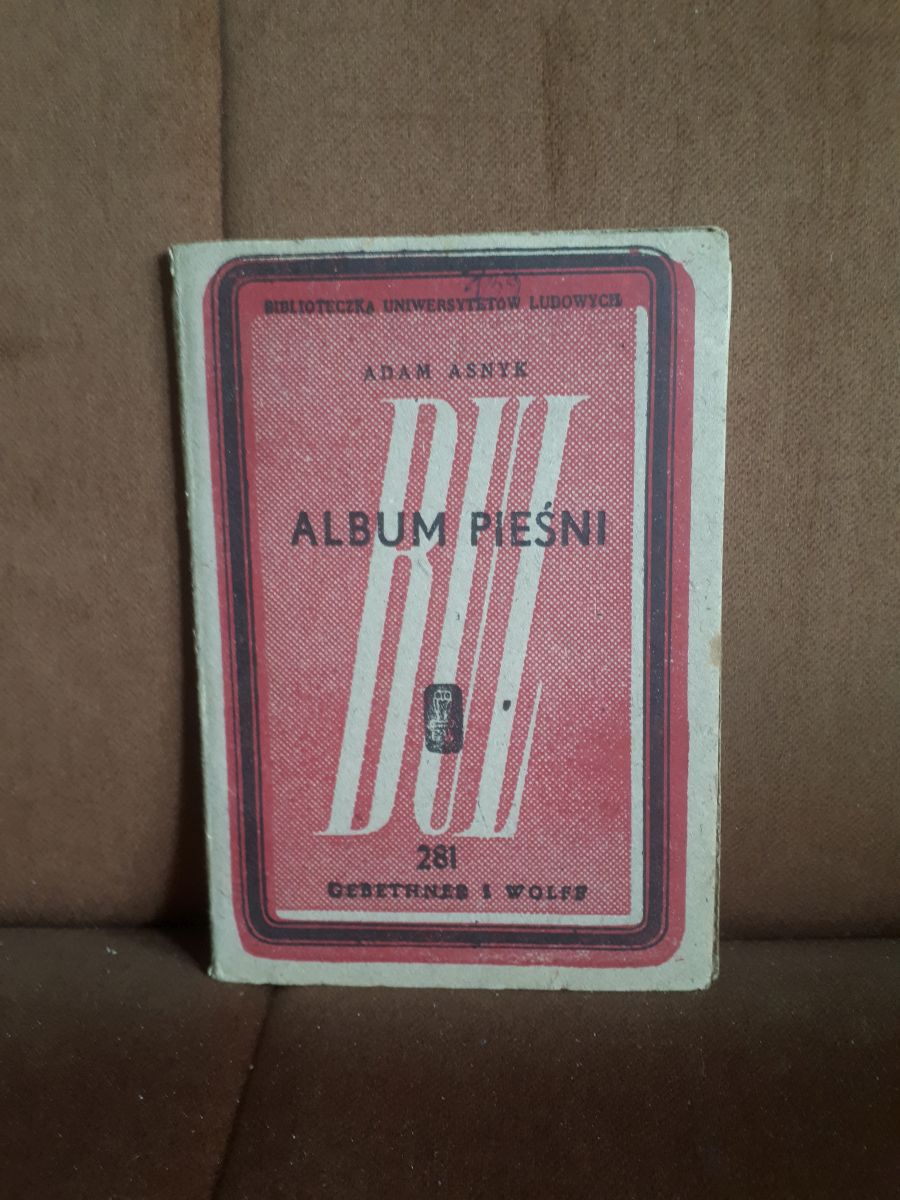 BIBLIOTECZKA UNIWERSYTETÓW LUDOWYCH
ADAM ASNYK
BUL
ALBUM PIEŚNI
281
GEBETHNER I WOLFF